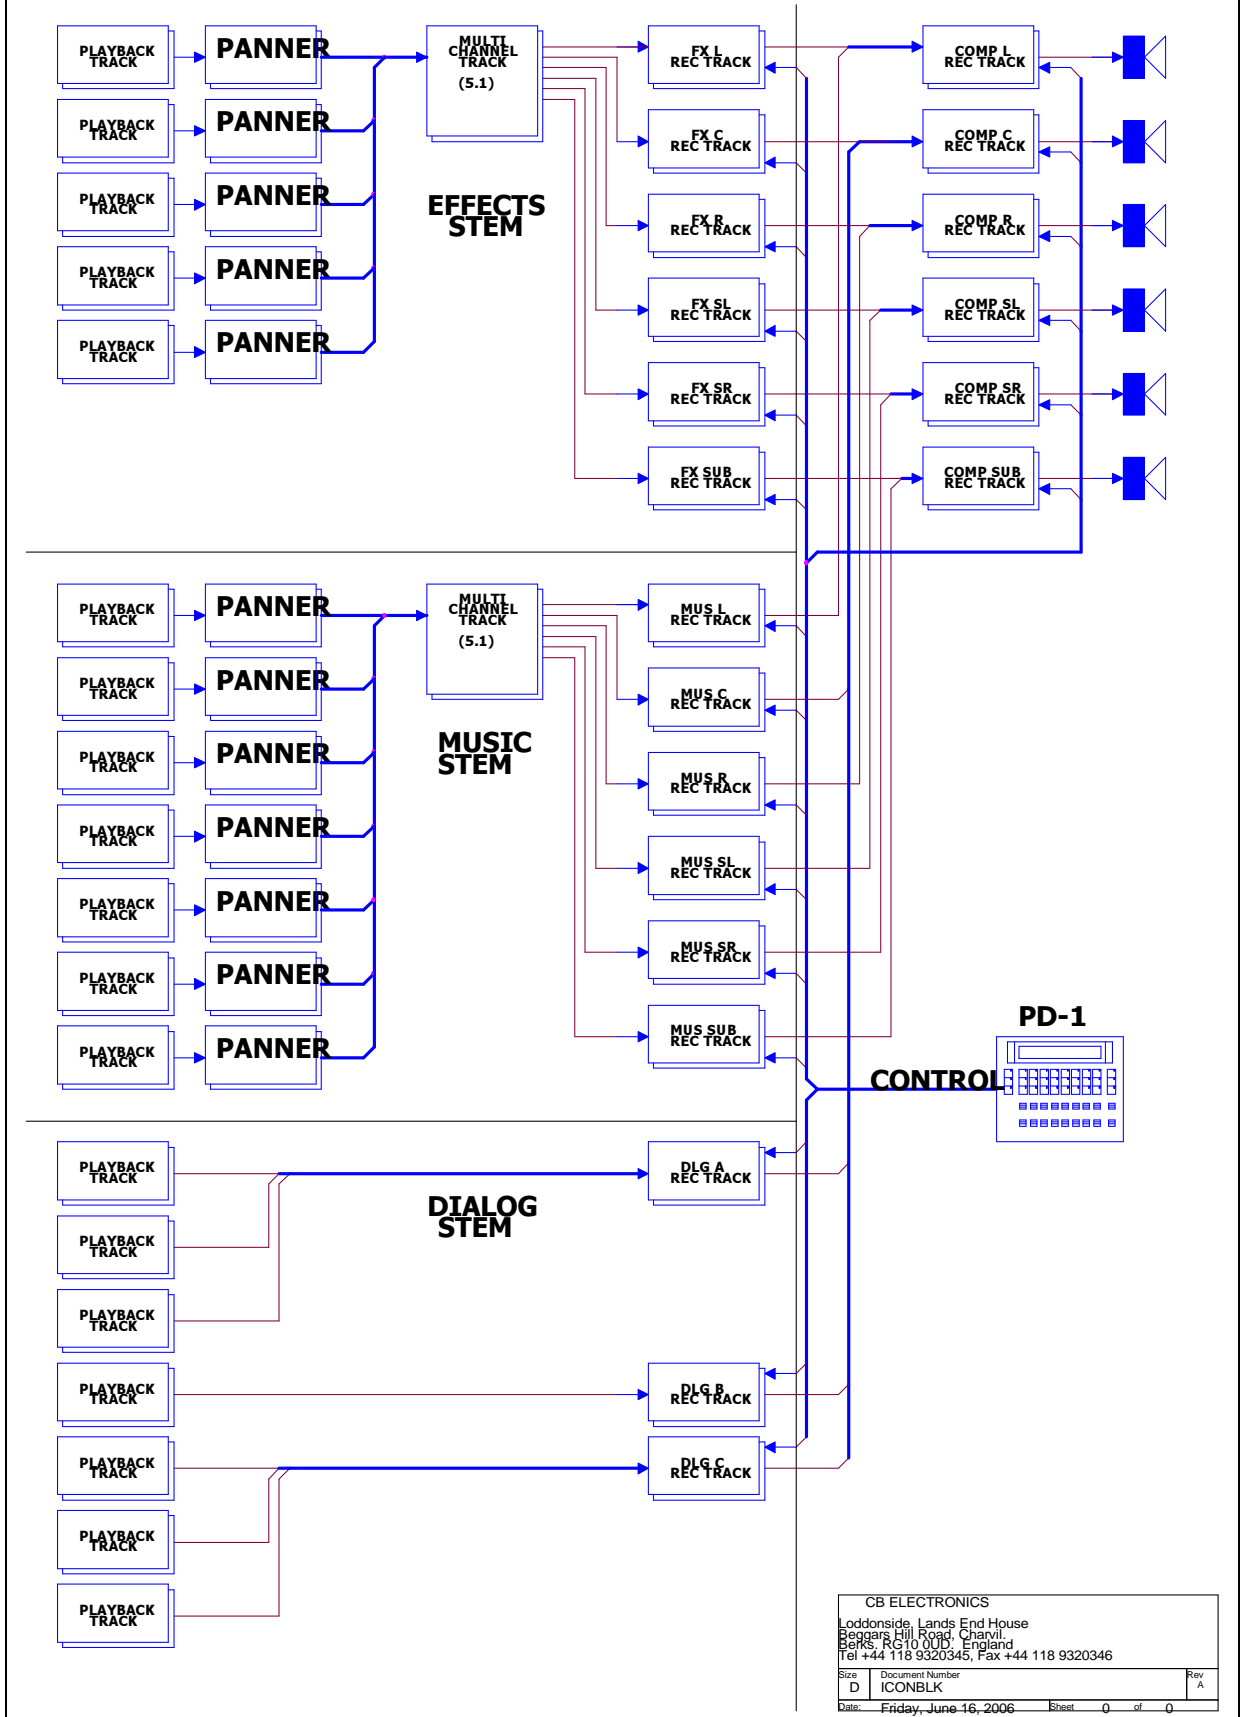 PLAYBACK
TRACK
PANNER
MULTI
CHANNEL
TRACK
(5.1)
FX L
REC TRACK
COMP L
REC TRACK
PLAYBACK
TRACK
PANNER
FX C
REC TRACK
COMP C
REC TRACK
PLAYBACK
TRACK
PANNER
EFFECTS
STEM
FX R
REC TRACK
COMP R
REC TRACK
PLAYBACK
TRACK
PANNER
FX SL
REC TRACK
COMP SL
REC TRACK
PLAYBACK
TRACK
PANNER
FX SR
REC TRACK
COMP SR
REC TRACK
FX SUB
REC TRACK
COMP SUB
REC TRACK
PLAYBACK
TRACK
PANNER
MULTI
CHANNEL
TRACK
(5.1)
MUS L
REC TRACK
PLAYBACK
TRACK
PANNER
MUS C
REC TRACK
PLAYBACK
TRACK
PANNER
MUSIC
STEM
MUS R
REC TRACK
PLAYBACK
TRACK
PANNER
MUS SL
REC TRACK
PLAYBACK
TRACK
PANNER
MUS SR
REC TRACK
PLAYBACK
TRACK
PANNER
PLAYBACK
TRACK
PANNER
MUS SUB
REC TRACK
PD-1
CONTROL
PLAYBACK
TRACK
DLG A
REC TRACK
DIALOG
STEM
PLAYBACK
TRACK
PLAYBACK
TRACK
PLAYBACK
TRACK
DLG B
REC TRACK
PLAYBACK
TRACK
DLG C
REC TRACK
PLAYBACK
TRACK
PLAYBACK
TRACK
CB ELECTRONICS
Loddonside, Lands End House
Beggars Hill Road, Charvil.
Berks. RG10 0UD. England
Tel +44 118 9320345, Fax +44 118 9320346
Size Document Number Rev
D ICONBLK A
Date: Friday, June 16, 2006 Sheet 0 of 0